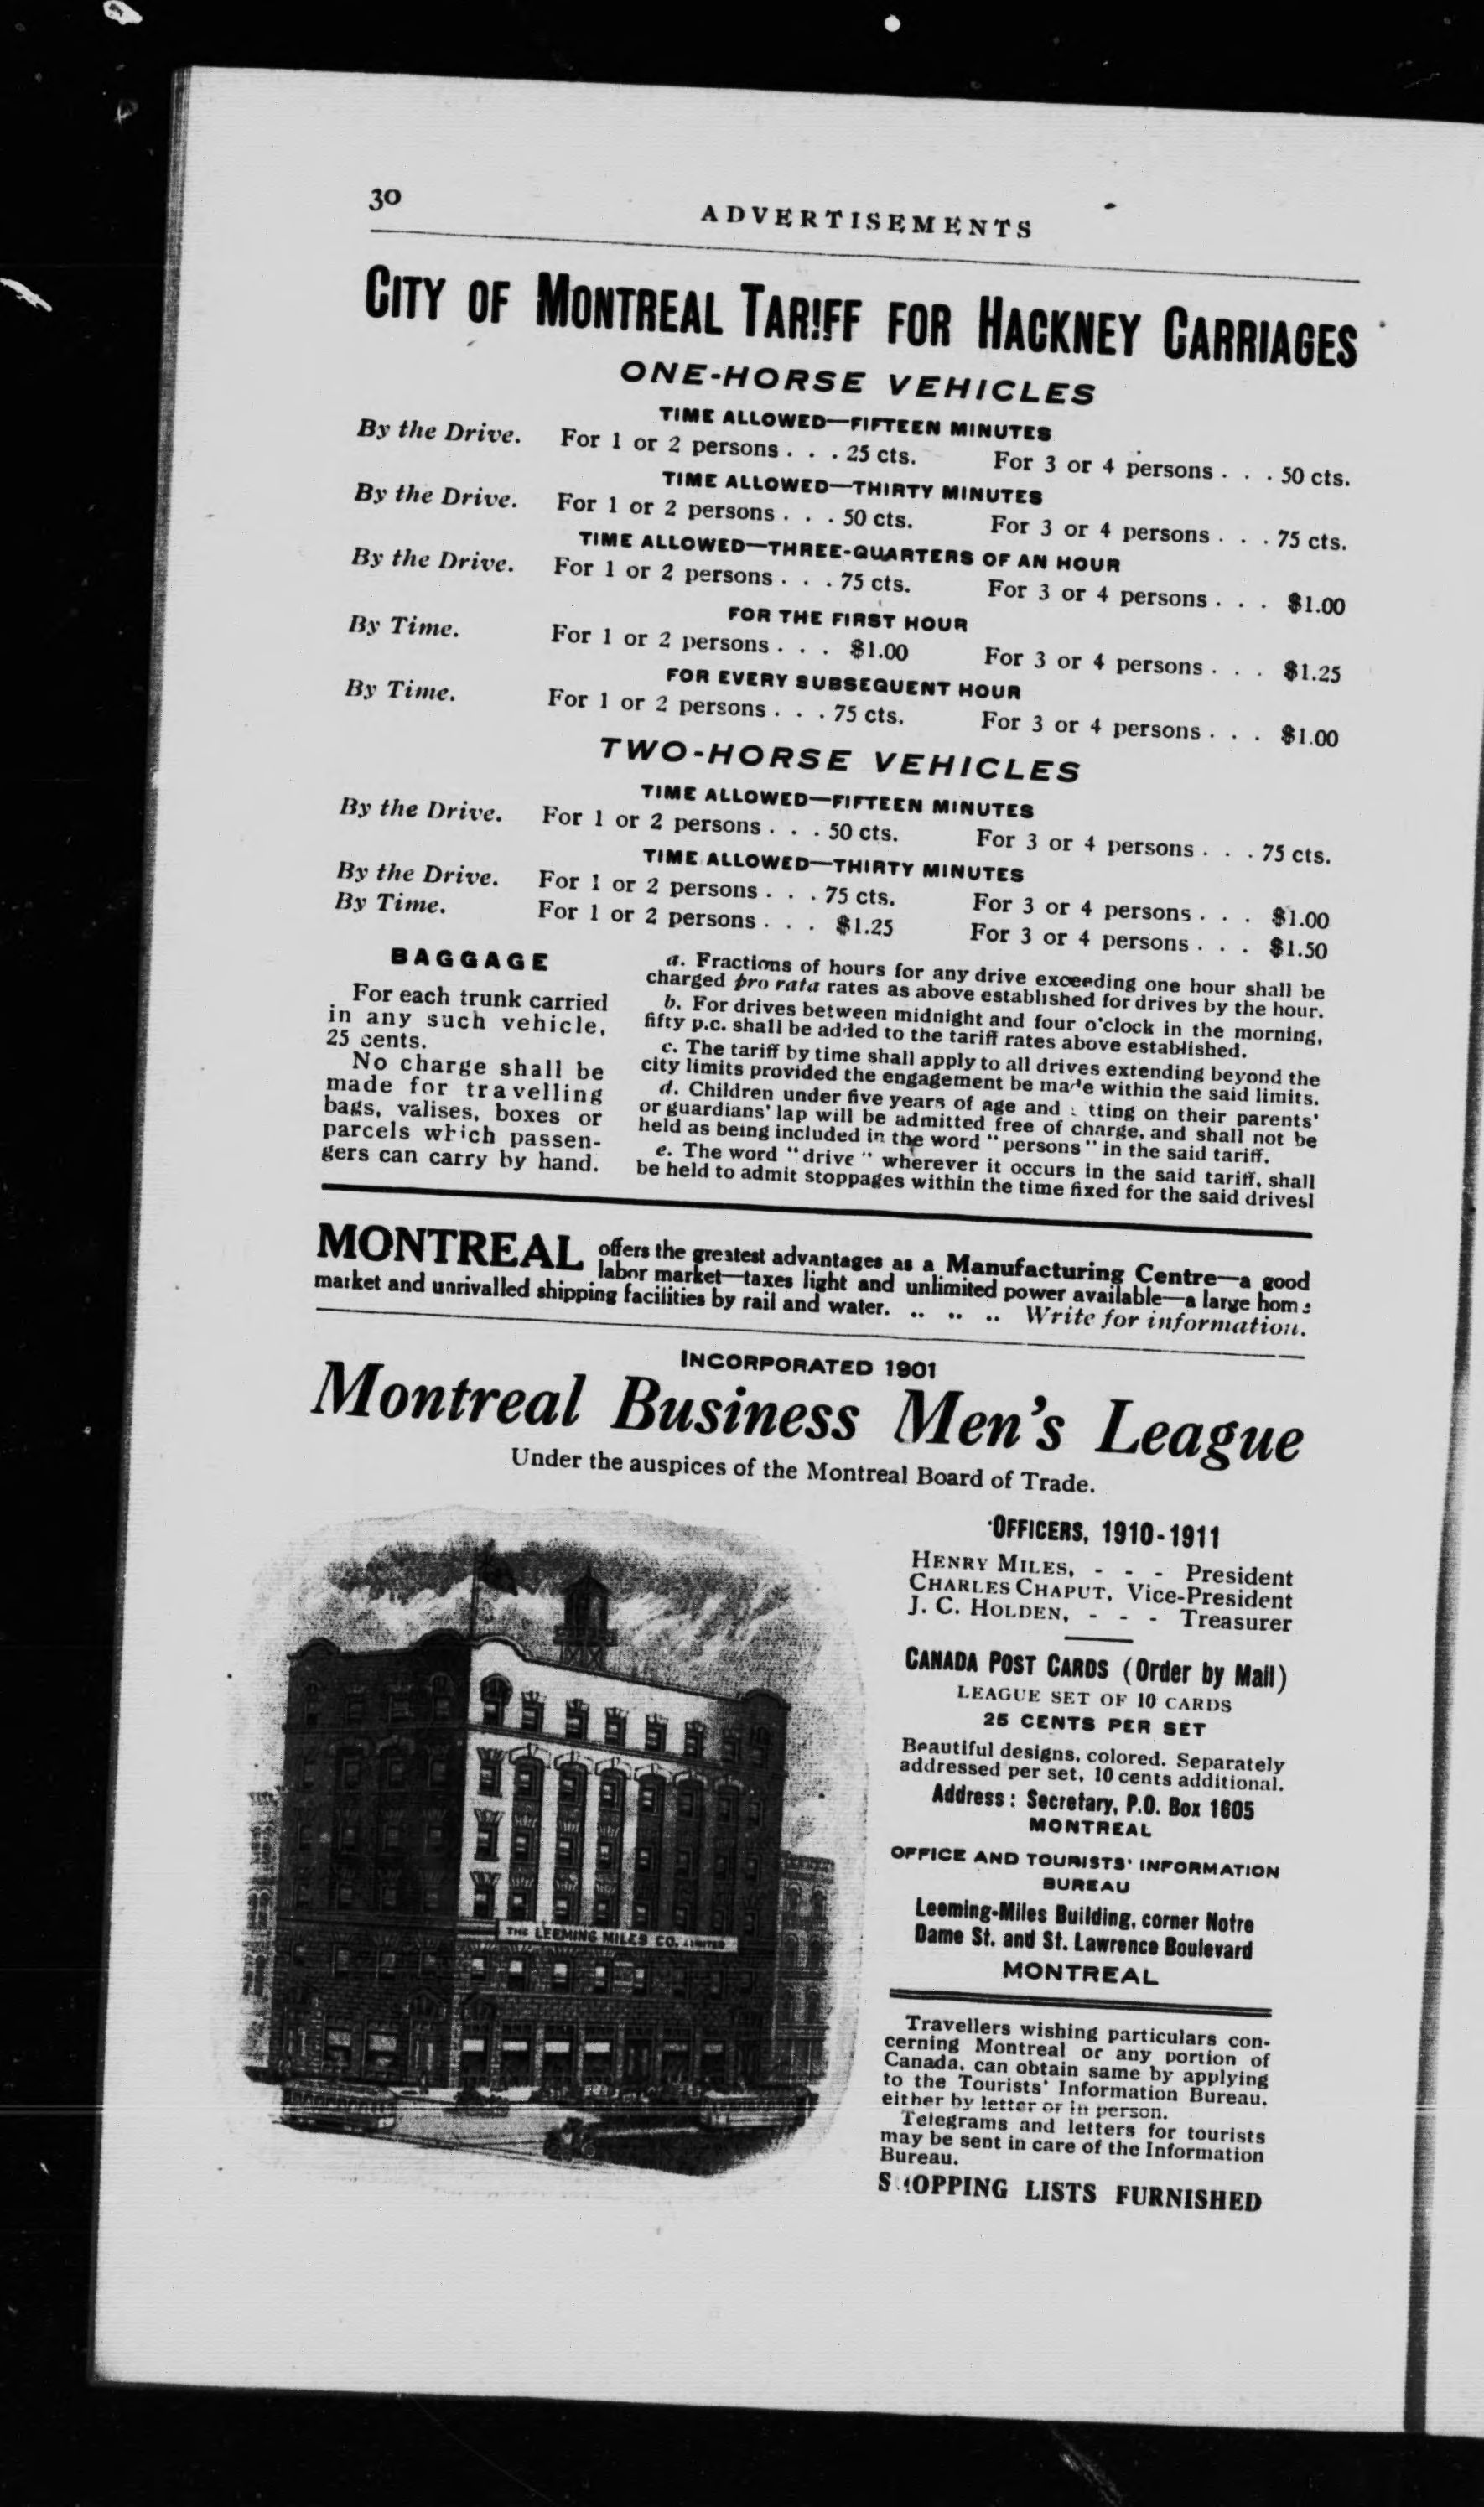 30
ADVERTISEMENTS
CITY OF MONTREAL TARIFF FOR HACKNEY CARRIAGES
ONE-HORSE VEHICLES
TIME ALLOWED—FIFTEEN MINUTES
By the Drive. For 1 or 2 persons . . . 25 cts. For 3 or 4 persons . . . 50 cts.
TIME ALLOWED—THIRTY MINUTES
By the Drive. For 1 or 2 persons . . . 50 cts. For 3 or 4 persons . . . 75 cts.
TIME ALLOWED—THREE-QUARTERS OF AN HOUR
By the Drive. For 1 or 2 persons . . . 75 cts. For 3 or 4 persons . . . $1.00
FOR THE FIRST HOUR
By Time. For 1 or 2 persons . . . $1.00 For 3 or 4 persons . . . $1.25
FOR EVERY SUBSEQUENT HOUR
By Time. For 1 or 2 persons . . . 75 cts. For 3 or 4 persons . . . $1.00
TWO-HORSE VEHICLES
TIME ALLOWED—FIFTEEN MINUTES
By the Drive. For 1 or 2 persons . . . 50 cts. For 3 or 4 persons . . . 75 cts.
TIME ALLOWED—THIRTY MINUTES
By the Drive. For 1 or 2 persons . . . 75 cts. For 3 or 4 persons . . . $1.00
By Time. For 1 or 2 persons . . . $1.25 For 3 or 4 persons . . . $1.50
BAGGAGE
For each trunk carried
in any such vehicle,
25 cents.
No charge shall be
made for travelling
bags, valises, boxes or
parcels which passen-
gers can carry by hand.
a. Fractions of hours for any drive exceeding one hour shall be
charged pro rata rates as above established for drives by the hour.
b. For drives between midnight and four o'clock in the morning,
fifty p.c. shall be added to the tariff rates above established.
c. The tariff by time shall apply to all drives extending beyond the
city limits provided the engagement be made within the said limits.
d. Children under five years of age and sitting on their parents'
or guardians' lap will be admitted free of charge, and shall not be
held as being included in the word "persons" in the said tariff.
e. The word "drive" wherever it occurs in the said tariff, shall
be held to admit stoppages within the time fixed for the said drives
MONTREAL offers the greatest advantages as a Manufacturing Centre—a good
labor market—taxes light and unlimited power available—a large home
market and unrivalled shipping facilities by rail and water. .. .. .. Write for information.
INCORPORATED 1901
Montreal Business Men's League
Under the auspices of the Montreal Board of Trade.
THE LEEMING MILES CO. LIMITED
OFFICERS, 1910-1911
HENRY MILES, - - - President
CHARLES CHAPUT, Vice-President
J. C. HOLDEN, - - - Treasurer
CANADA POST CARDS (Order by Mail)
LEAGUE SET OF 10 CARDS
25 CENTS PER SET
Beautiful designs, colored. Separately
addressed per set, 10 cents additional.
Address: Secretary, P.O. Box 1605
MONTREAL
OFFICE AND TOURISTS' INFORMATION
BUREAU
Leeming-Miles Building, corner Notre
Dame St. and St. Lawrence Boulevard
MONTREAL
Travellers wishing particulars con-
cerning Montreal or any portion of
Canada, can obtain same by applying
to the Tourists' Information Bureau,
either by letter or in person.
Telegrams and letters for tourists
may be sent in care of the Information
Bureau.
SHOPPING LISTS FURNISHED